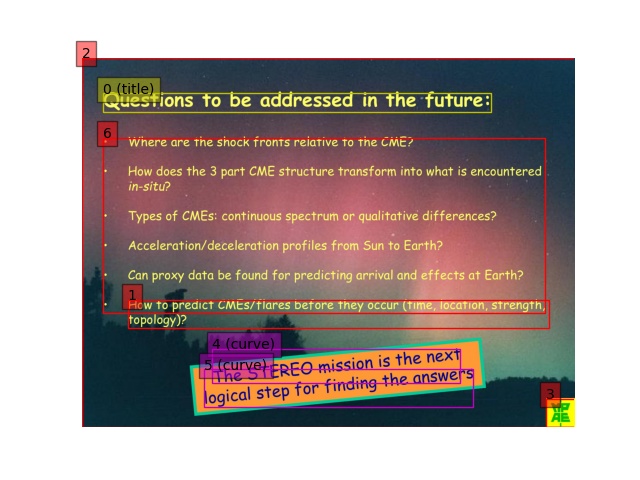 2
0 (title)
Questions to be addressed in the future:
6
• Where are the shock fronts relative to the CME?
• How does the 3 part CME structure transform into what is encountered
in-situ?
• Types of CMEs: continuous spectrum or qualitative differences?
• Acceleration/deceleration profiles from Sun to Earth?
• Can proxy data be found for predicting arrival and effects at Earth?
1
• How to predict CMEs/flares before they occur (time, location, strength,
topology)?
4 (curve)
5 (curve)
The STEREO mission is the next
logical step for finding the answers
3